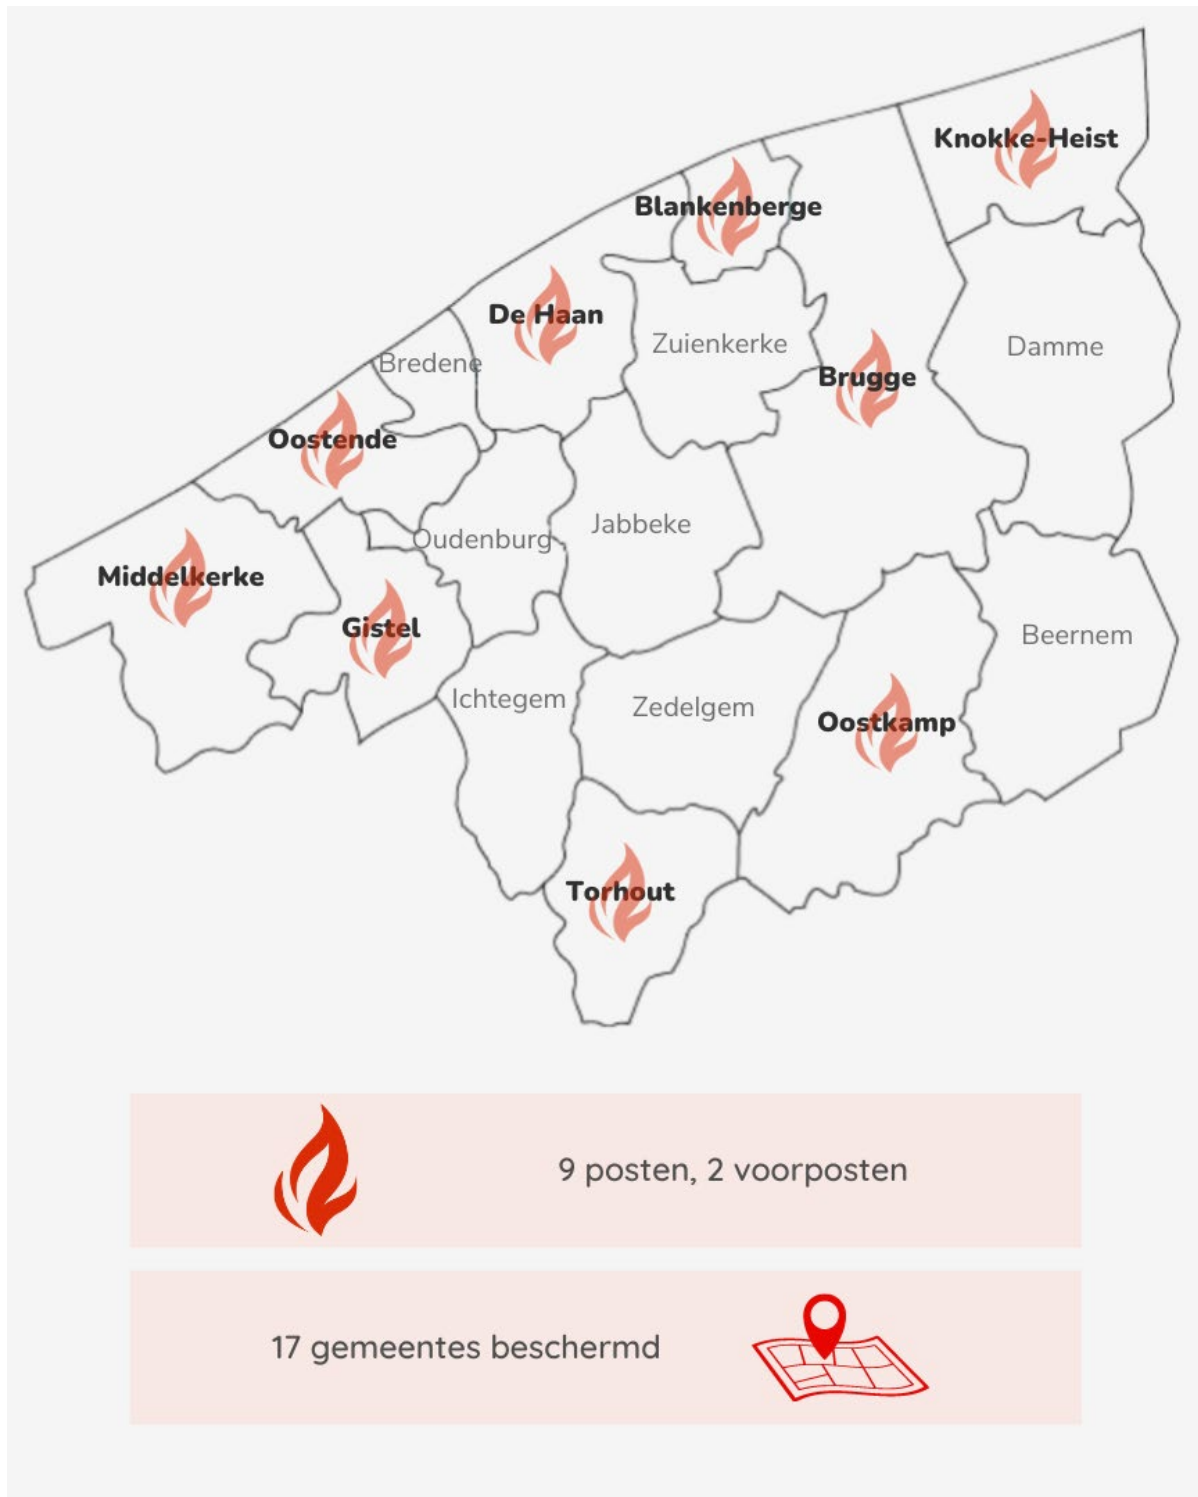 Knokke-Heist
Blankenberge
De Haan
Zuienkerke
Damme
Bredene
Brugge
Oostende
Jabbeke
Oudenburg
Middelkerke
Gistel
Beernem
Ichtegem
Zedelgem
Oostkamp
Torhout
9 posten, 2 voorposten
17 gemeentes beschermd